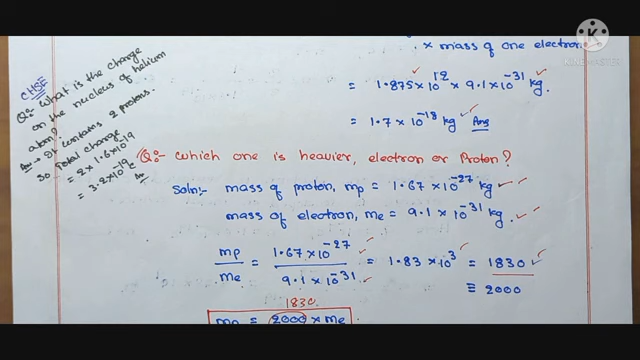 CHSE
Q:- What is the charge
on the nucleus of helium
atom?
Ans → It contains 2 protons.
So Total charge
= 2 × 1.6×10⁻¹⁹
= 3.2×10⁻¹⁹ C
Ans
× mass of one electron
= 1.875 × 10¹² × 9.1 × 10⁻³¹ kg.
= 1.7 × 10⁻¹⁸ kg Ans
Q:- Which one is heavier, electron or Proton?
Soln:- mass of proton, mp = 1.67 × 10⁻²⁷ kg
mass of electron, me = 9.1 × 10⁻³¹ kg.
mp/me = 1.67 × 10⁻²⁷ / 9.1 × 10⁻³¹ = 1.83 × 10³ = 1830
≡ 2000
1830
mp = 2000 × me
KINEMASTER